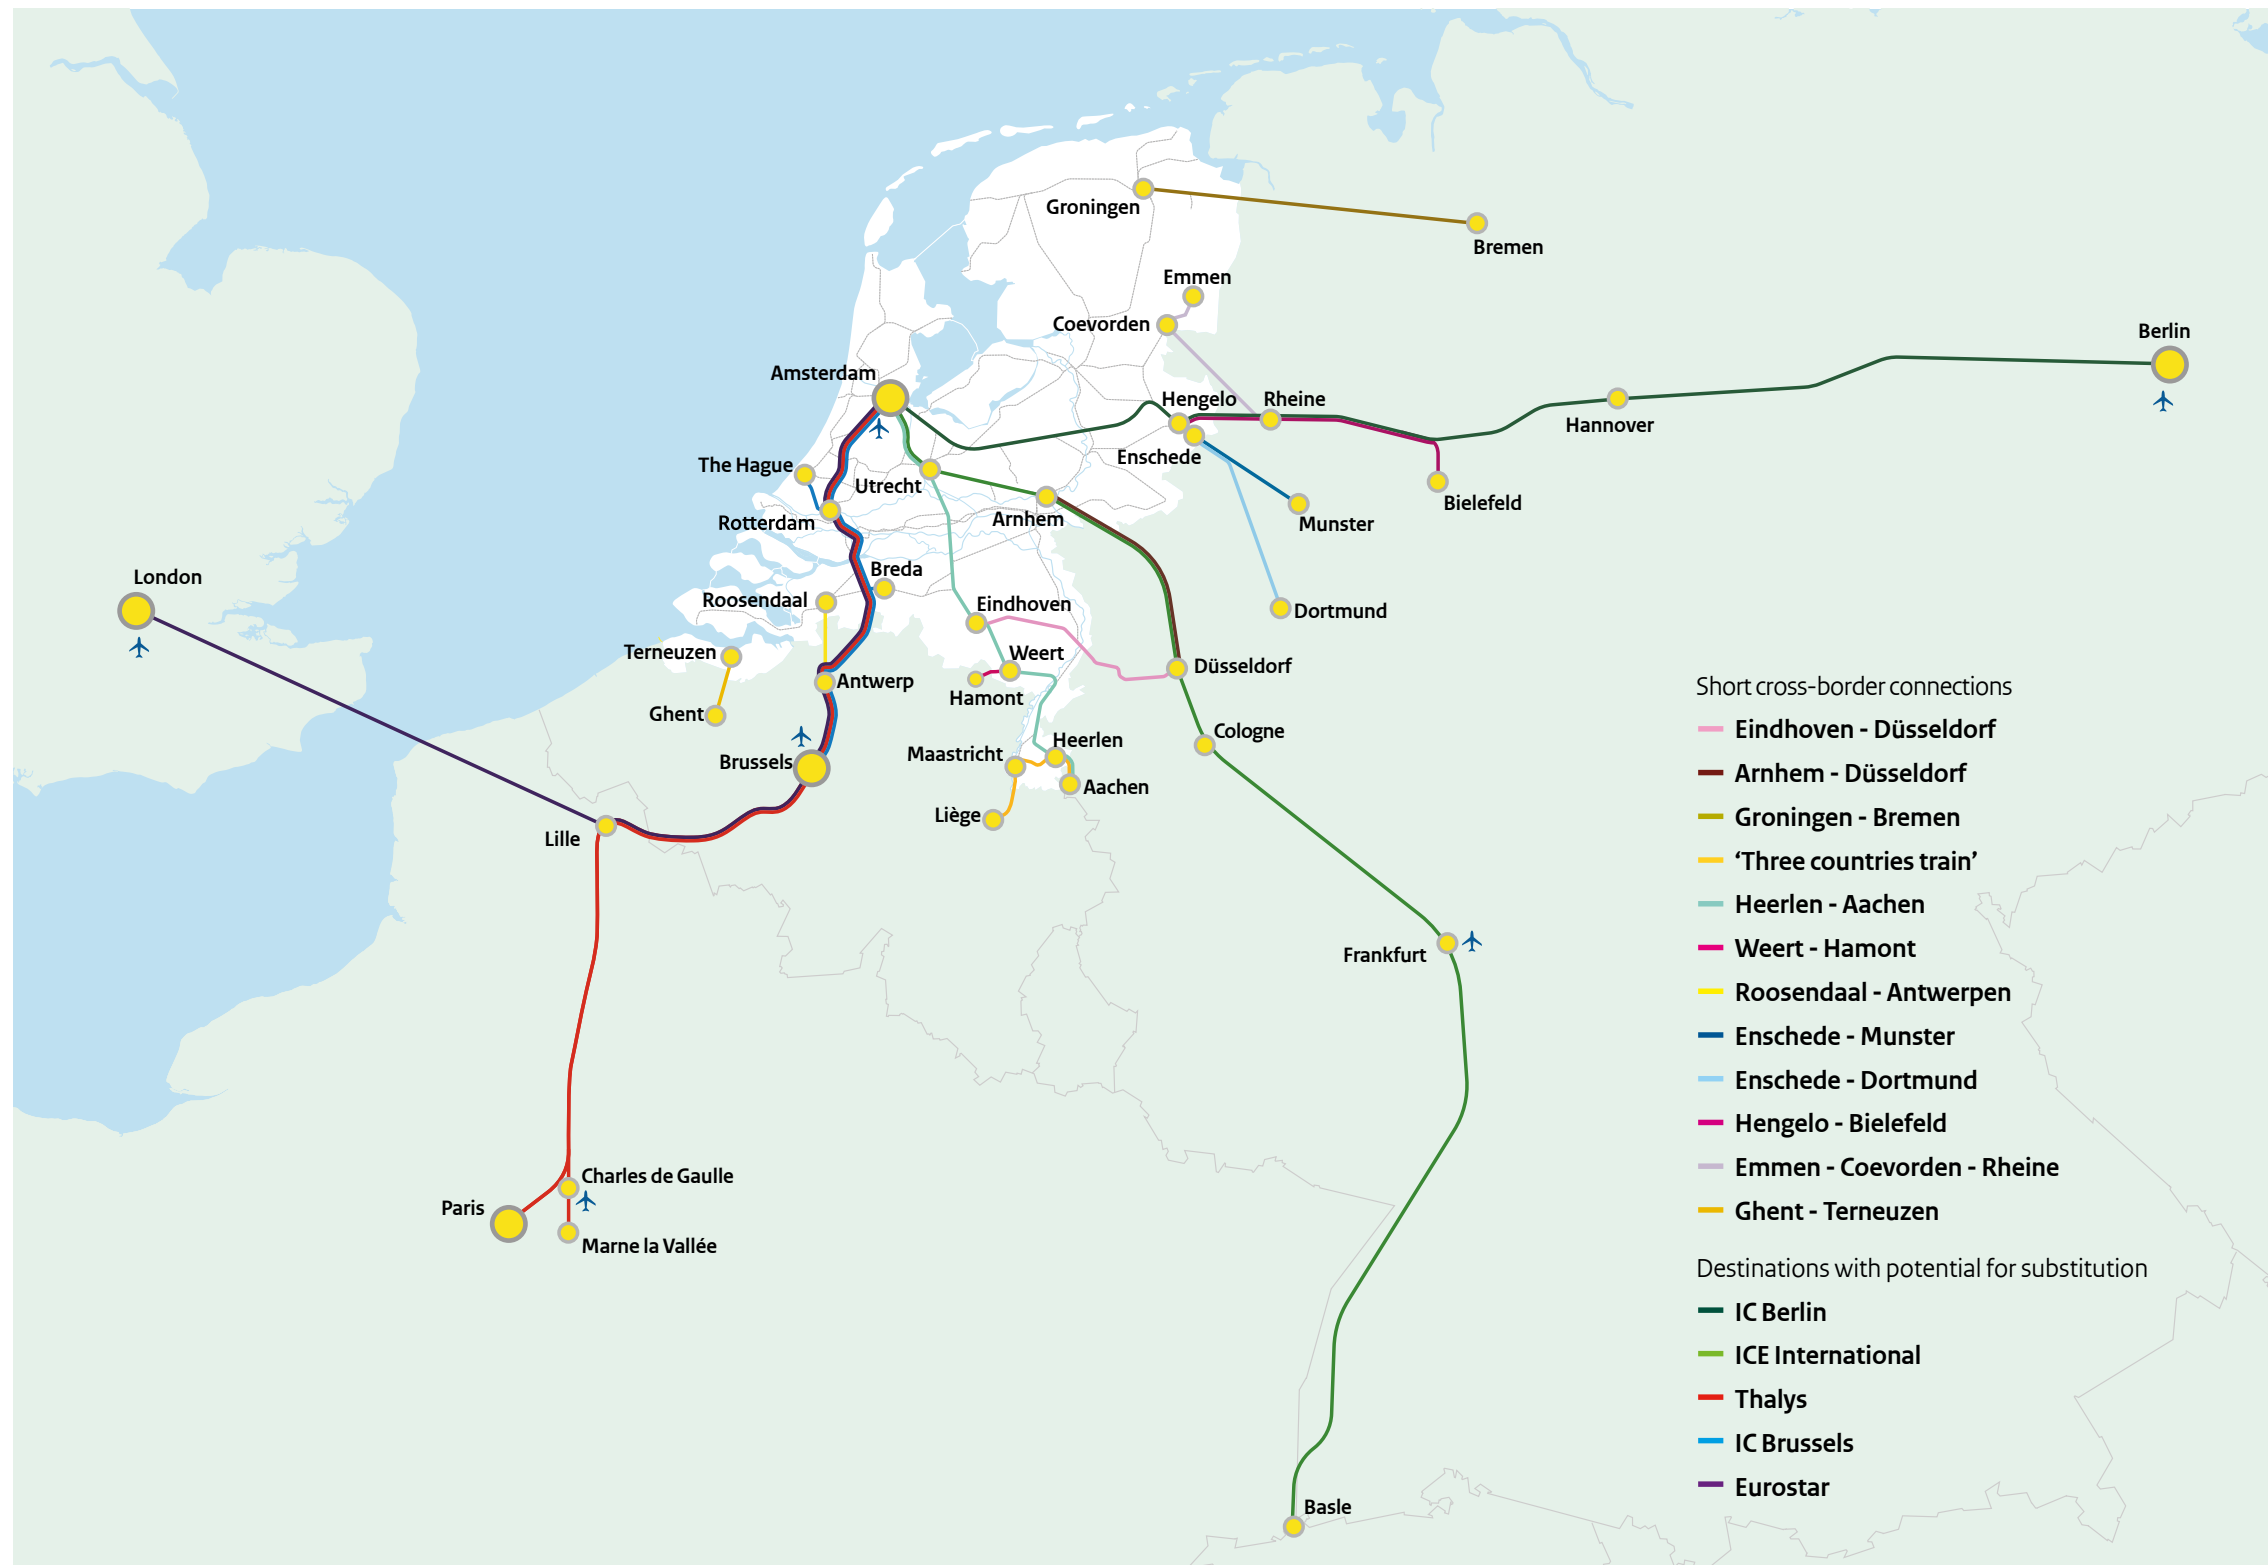 Groningen
Bremen
Emmen
Coevorden
Berlin
Amsterdam
Hengelo
Rheine
Hannover
Enschede
The Hague
Utrecht
Bielefeld
Rotterdam
Arnhem
Munster
London
Breda
Roosendaal
Eindhoven
Dortmund
Terneuzen
Weert
Düsseldorf
Antwerp
Hamont
Ghent
Cologne
Maastricht
Heerlen
Brussels
Aachen
Liège
Lille
Frankfurt
Charles de Gaulle
Paris
Marne la Vallée
Basle
Short cross-border connections
Eindhoven - Düsseldorf
Arnhem - Düsseldorf
Groningen - Bremen
‘Three countries train’
Heerlen - Aachen
Weert - Hamont
Roosendaal - Antwerpen
Enschede - Munster
Enschede - Dortmund
Hengelo - Bielefeld
Emmen - Coevorden - Rheine
Ghent - Terneuzen
Destinations with potential for substitution
IC Berlin
ICE International
Thalys
IC Brussels
Eurostar